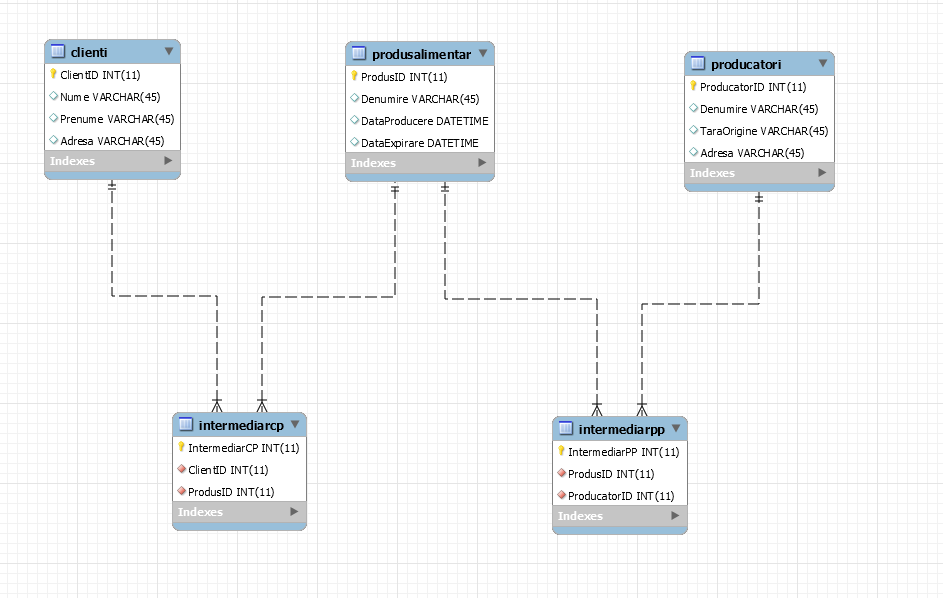 clienti
ClientID INT(11)
Nume VARCHAR(45)
Prenume VARCHAR(45)
Adresa VARCHAR(45)
Indexes
produsalimentar
ProdusID INT(11)
Denumire VARCHAR(45)
DataProducere DATETIME
DataExpirare DATETIME
Indexes
producatori
ProducatorID INT(11)
Denumire VARCHAR(45)
TaraOrigine VARCHAR(45)
Adresa VARCHAR(45)
Indexes
intermediarcp
IntermediarCP INT(11)
ClientID INT(11)
ProdusID INT(11)
Indexes
intermediarpp
IntermediarPP INT(11)
ProdusID INT(11)
ProducatorID INT(11)
Indexes